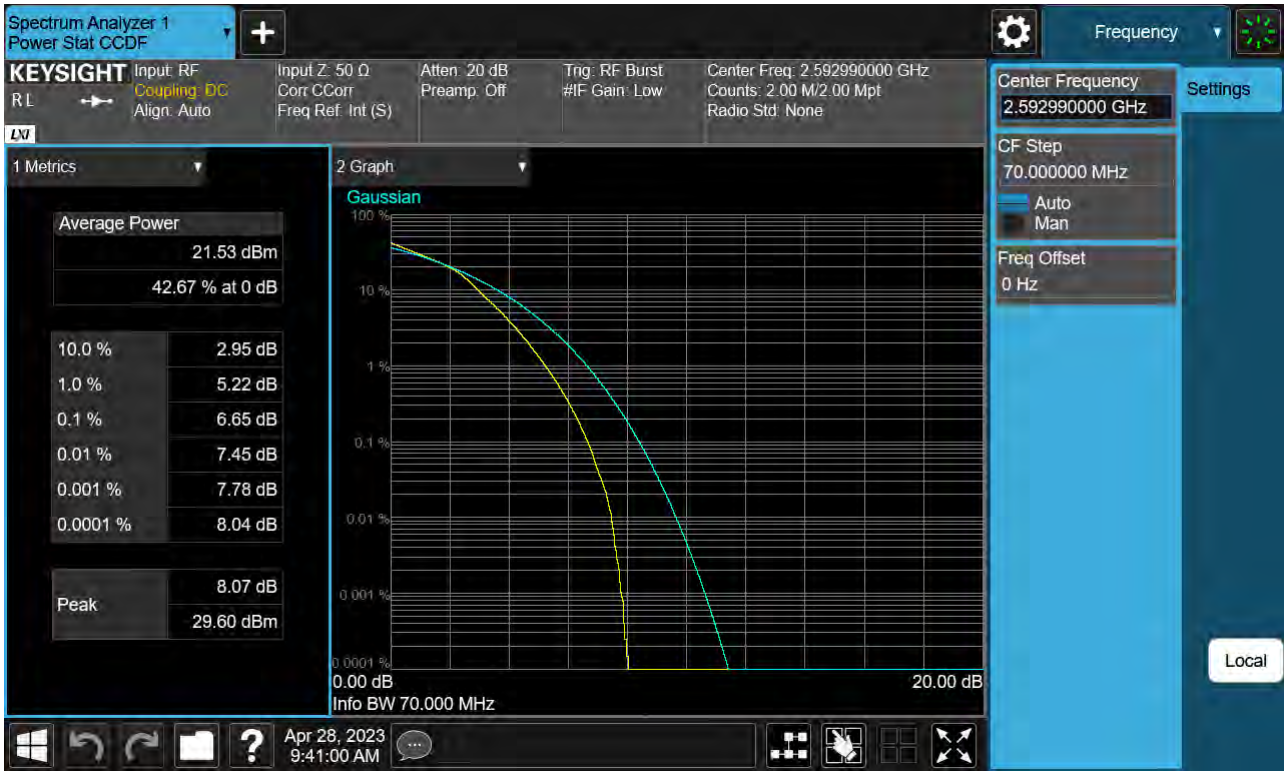 Spectrum Analyzer 1
Power Stat CCDF
Frequency
KEYSIGHT
RL
LXI
Input: RF
Coupling: DC
Align: Auto
Input Z: 50 Ω
Corr CCorr
Freq Ref: Int (S)
Atten: 20 dB
Preamp: Off
Trig: RF Burst
#IF Gain: Low
Center Freq: 2.592990000 GHz
Counts: 2.00 M/2.00 Mpt
Radio Std: None
Center Frequency
2.592990000 GHz
Settings
CF Step
70.000000 MHz
Auto
Man
Freq Offset
0 Hz
Local
1 Metrics
Average Power
21.53 dBm
42.67 % at 0 dB
10.0 % 2.95 dB
1.0 % 5.22 dB
0.1 % 6.65 dB
0.01 % 7.45 dB
0.001 % 7.78 dB
0.0001 % 8.04 dB
Peak 8.07 dB
29.60 dBm
2 Graph
Gaussian
100 %
10 %
1 %
0.1 %
0.01 %
0.001 %
0.0001 %
0.00 dB 20.00 dB
Info BW 70.000 MHz
Apr 28, 2023
9:41:00 AM